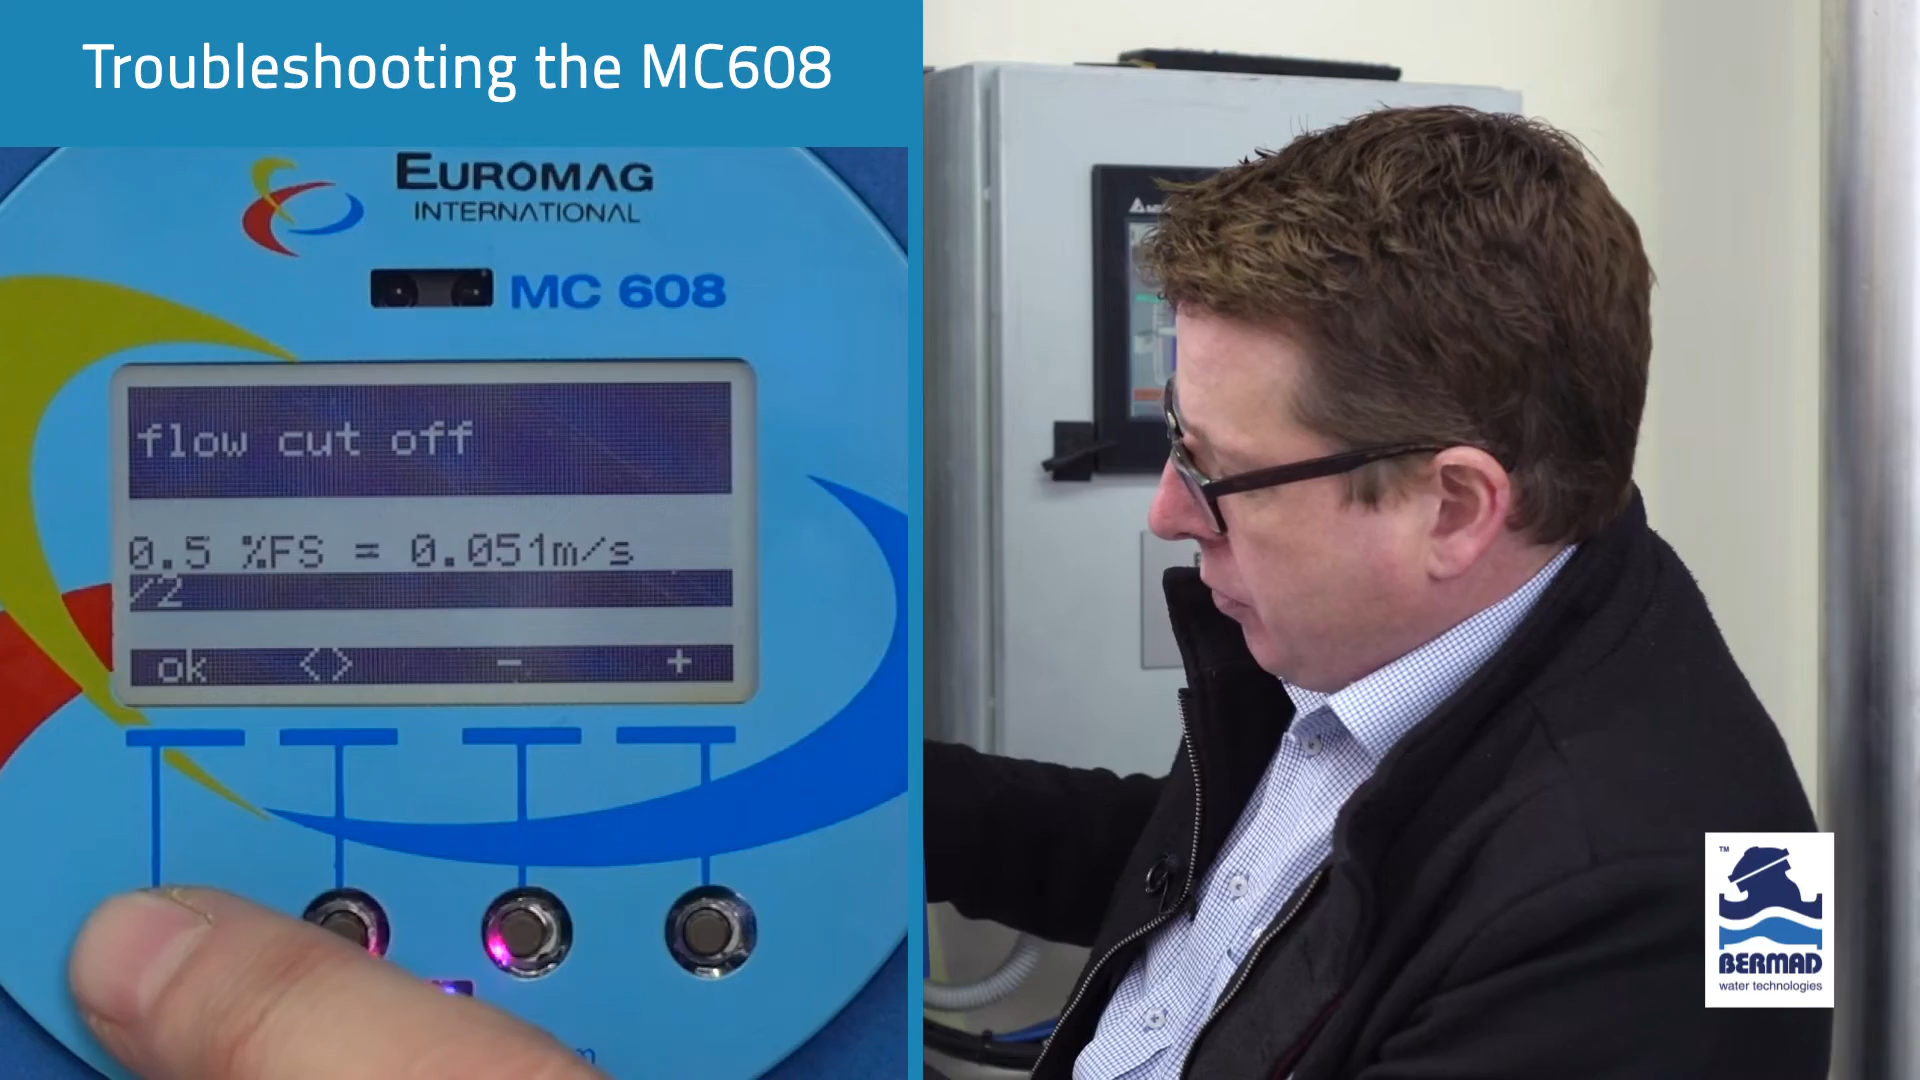 Troubleshooting the MC608
EUROMAG
INTERNATIONAL
MC 608
flow cut off
0.5 %FS = 0.051m/s
/2
ok <> - +
TM
BERMAD
water technologies